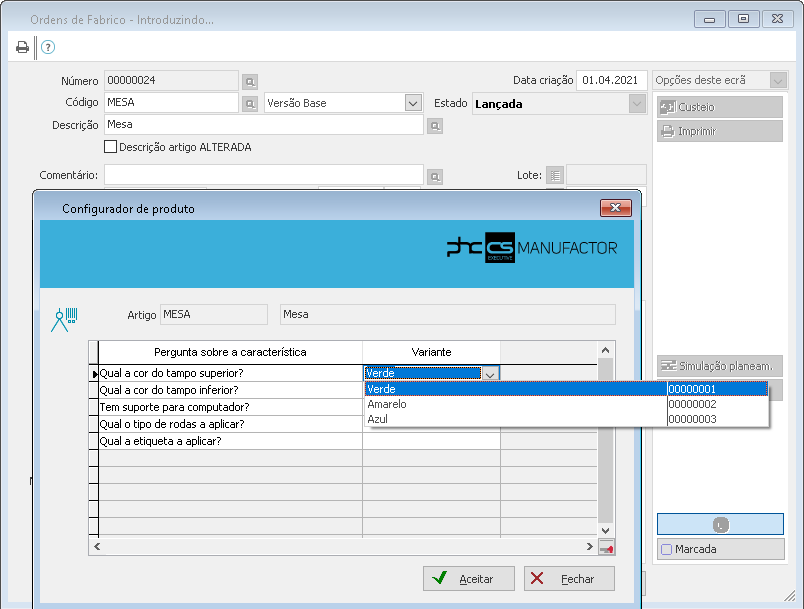 Ordens de Fabrico - Introduzindo...
?
Número 00000024 Data criação 01.04.2021 Opções deste ecrã
Código MESA Versão Base Estado Lançada Custeio
Descrição Mesa Imprimir
Descrição artigo ALTERADA
Comentário: Lote:
Configurador de produto
phc CS EXECUTIVE MANUFACTOR
Artigo MESA Mesa
Pergunta sobre a característica Variante
Qual a cor do tampo superior? Verde Simulação planeam.
Qual a cor do tampo inferior? Verde 00000001
Tem suporte para computador? Amarelo 00000002
Qual o tipo de rodas a aplicar? Azul 00000003
Qual a etiqueta a aplicar?
Marcada
Aceitar Fechar